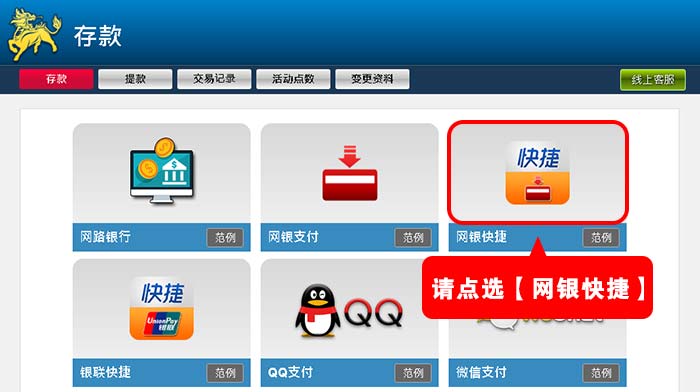 存款
存款 提款 交易记录 活动点数 变更资料 线上客服
快捷
网路银行 范例 网银支付 范例 网银快捷 范例
请点选【网银快捷】
快捷
UnionPay
银联
QQ
银联快捷 范例 QQ支付 范例 微信支付 范例